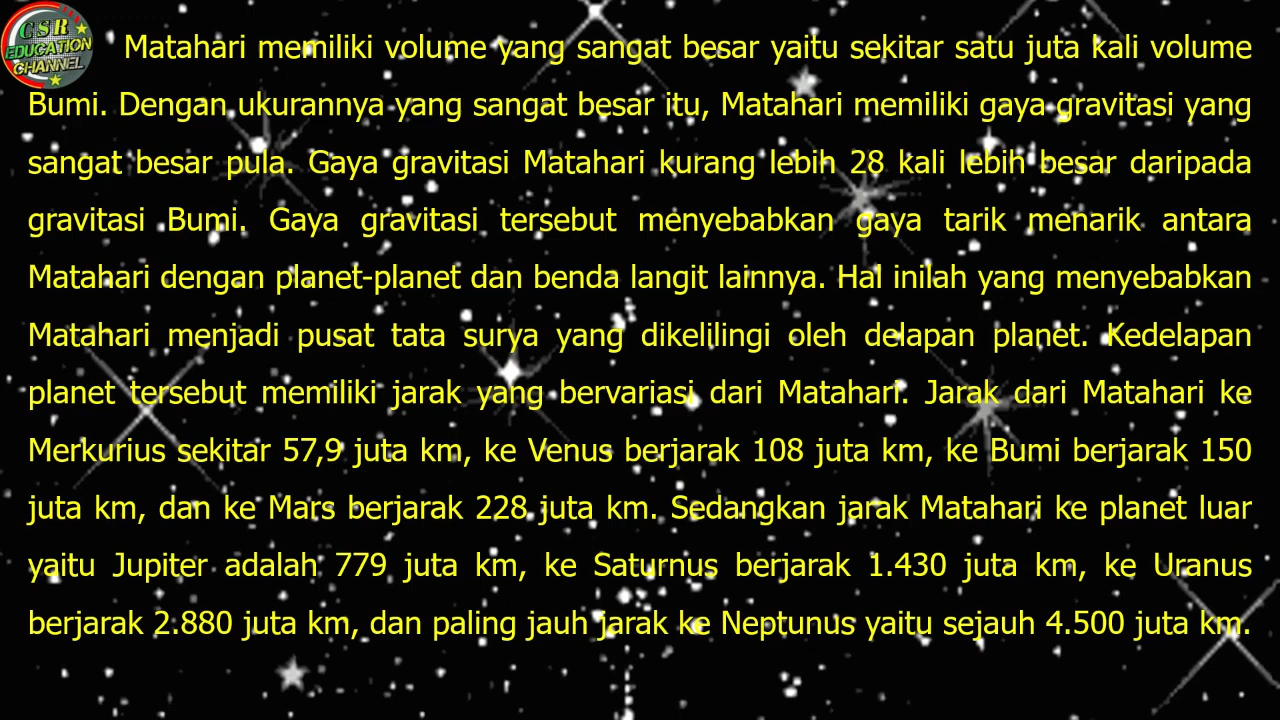 CSR
EDUCATION
CHANNEL
Matahari memiliki volume yang sangat besar yaitu sekitar satu juta kali volume
Bumi. Dengan ukurannya yang sangat besar itu, Matahari memiliki gaya gravitasi yang
sangat besar pula. Gaya gravitasi Matahari kurang lebih 28 kali lebih besar daripada
gravitasi Bumi. Gaya gravitasi tersebut menyebabkan gaya tarik menarik antara
Matahari dengan planet-planet dan benda langit lainnya. Hal inilah yang menyebabkan
Matahari menjadi pusat tata surya yang dikelilingi oleh delapan planet. Kedelapan
planet tersebut memiliki jarak yang bervariasi dari Matahari. Jarak dari Matahari ke
Merkurius sekitar 57,9 juta km, ke Venus berjarak 108 juta km, ke Bumi berjarak 150
juta km, dan ke Mars berjarak 228 juta km. Sedangkan jarak Matahari ke planet luar
yaitu Jupiter adalah 779 juta km, ke Saturnus berjarak 1.430 juta km, ke Uranus
berjarak 2.880 juta km, dan paling jauh jarak ke Neptunus yaitu sejauh 4.500 juta km.